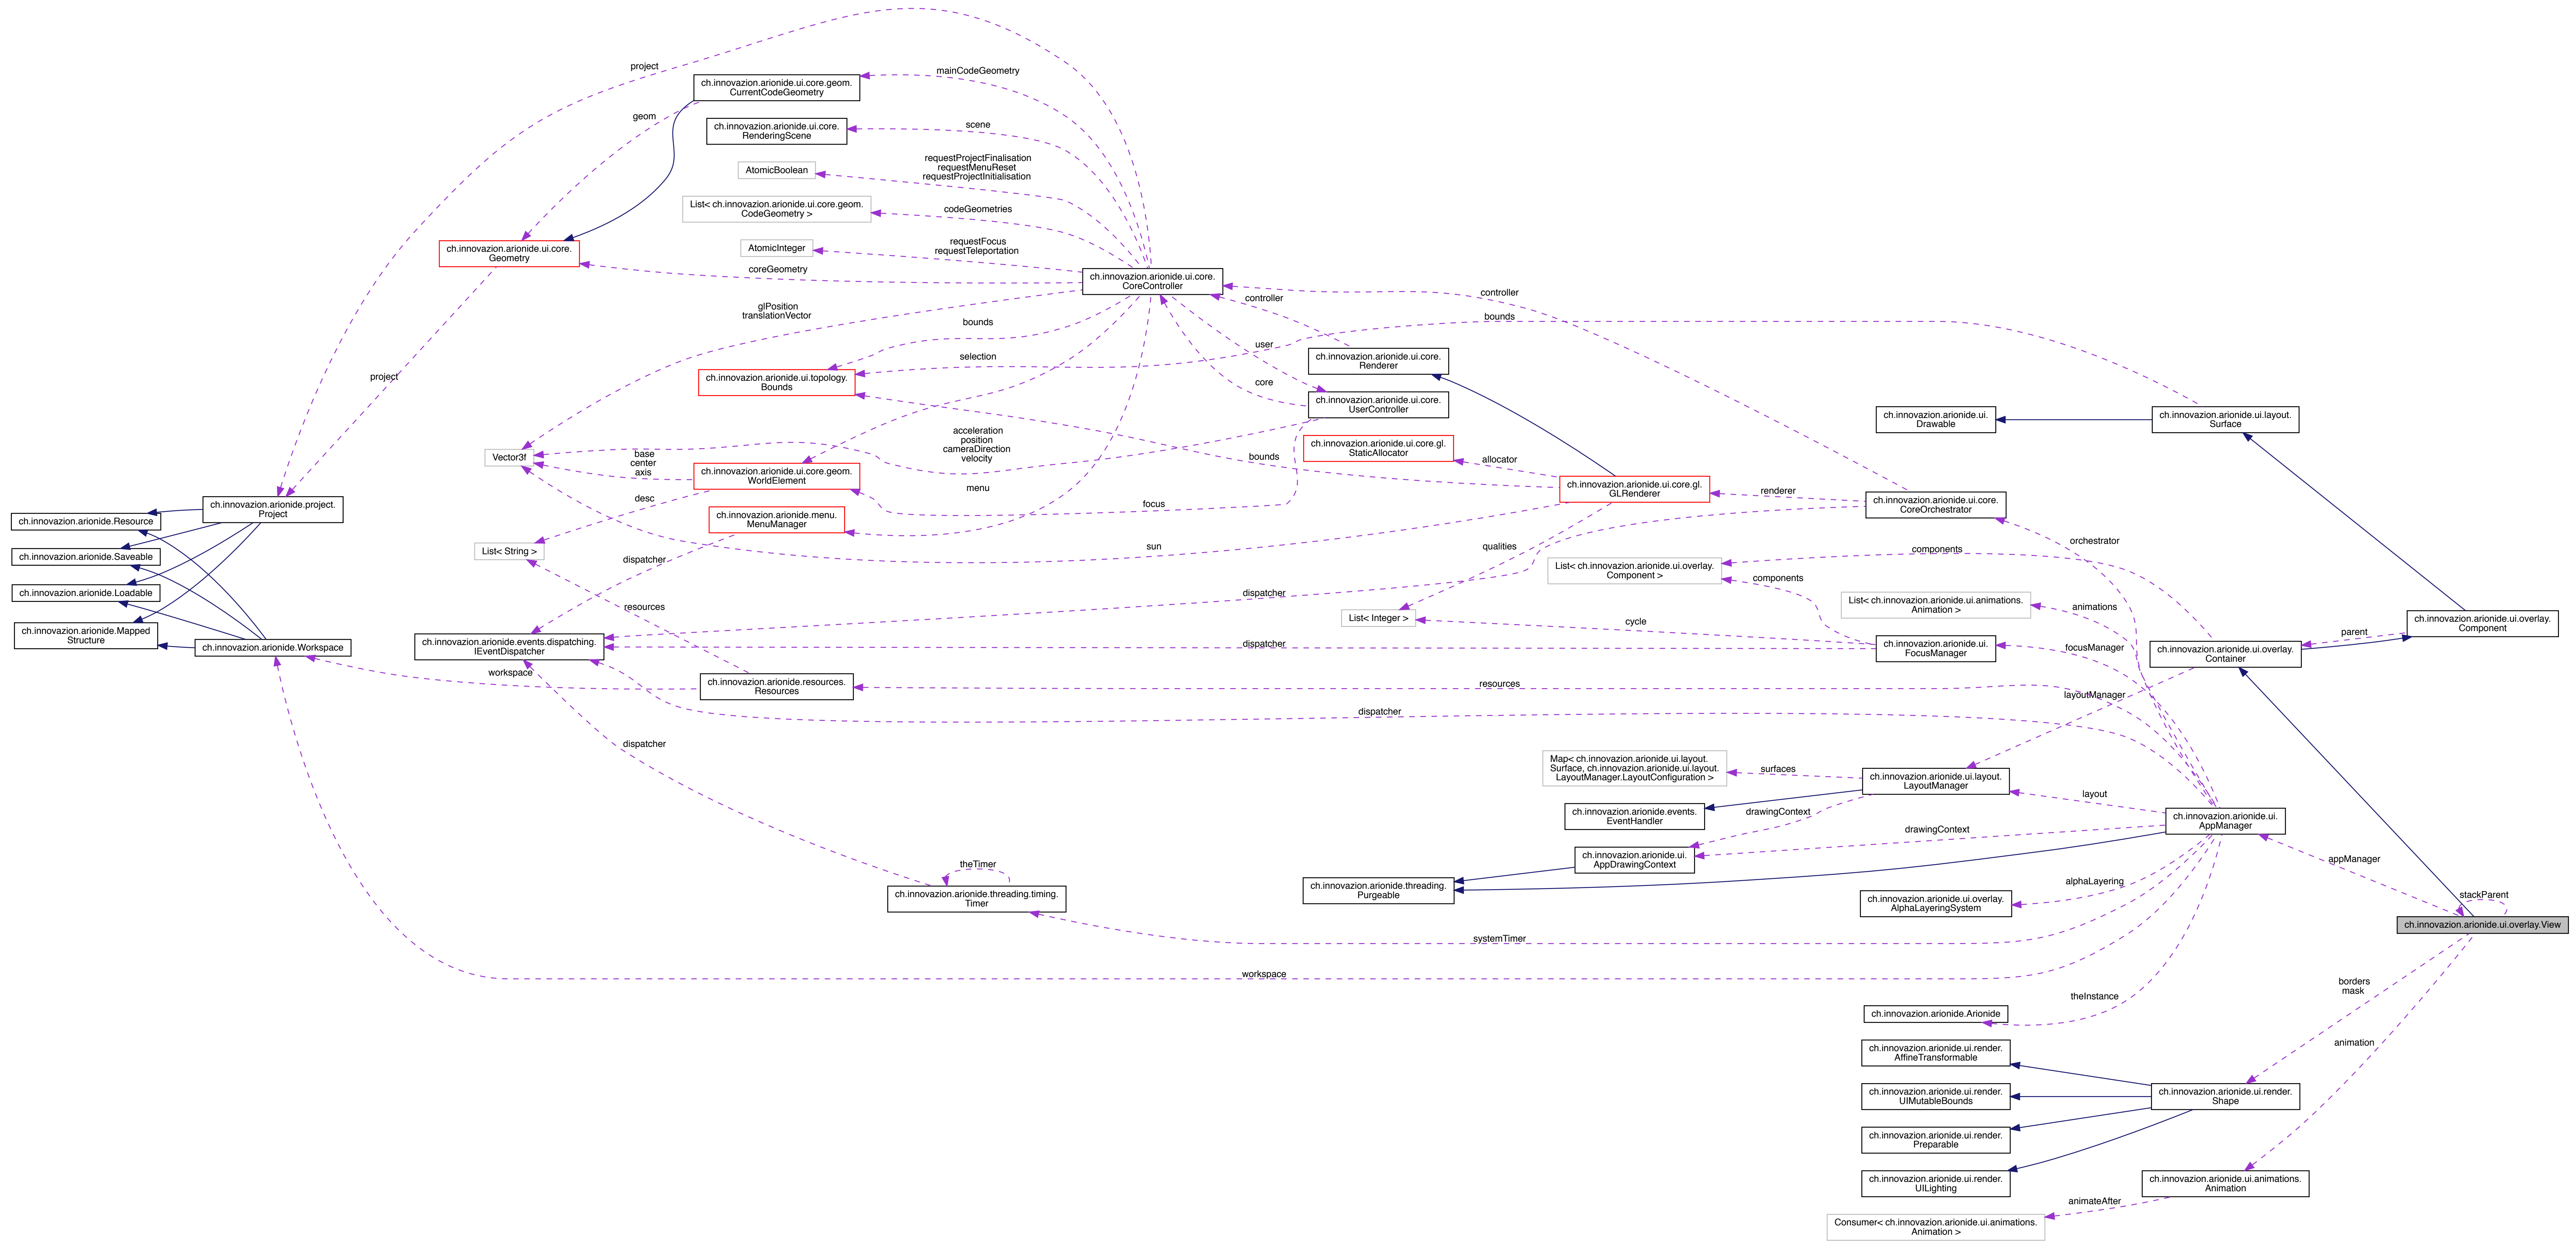 project
mainCodeGeometry
ch.innovazion.arionide.ui.core.geom.
CurrentCodeGeometry
geom
scene
ch.innovazion.arionide.ui.core.
RenderingScene
requestProjectFinalisation
requestMenuReset
requestProjectInitialisation
AtomicBoolean
List< ch.innovazion.arionide.ui.core.geom.
CodeGeometry >
codeGeometries
requestFocus
requestTeleportation
AtomicInteger
ch.innovazion.arionide.ui.core.
Geometry
coreGeometry
ch.innovazion.arionide.ui.core.
CoreController
controller
controller
glPosition
translationVector
bounds
bounds
user
selection
ch.innovazion.arionide.ui.core.
Renderer
project
ch.innovazion.arionide.ui.topology.
Bounds
core
ch.innovazion.arionide.ui.core.
UserController
ch.innovazion.arionide.ui.
Drawable
ch.innovazion.arionide.ui.layout.
Surface
acceleration
position
cameraDirection
velocity
ch.innovazion.arionide.ui.core.gl.
StaticAllocator
allocator
bounds
Vector3f
base
center
axis
ch.innovazion.arionide.ui.core.geom.
WorldElement
menu
ch.innovazion.arionide.ui.core.gl.
GLRenderer
renderer
ch.innovazion.arionide.ui.core.
CoreOrchestrator
desc
focus
ch.innovazion.arionide.project.
Project
ch.innovazion.arionide.menu.
MenuManager
ch.innovazion.arionide.Resource
sun
qualities
orchestrator
List< String >
dispatcher
components
ch.innovazion.arionide.Saveable
List< ch.innovazion.arionide.ui.overlay.
Component >
components
ch.innovazion.arionide.Loadable
resources
dispatcher
List< ch.innovazion.arionide.ui.animations.
Animation >
animations
List< Integer >
cycle
ch.innovazion.arionide.ui.overlay.
Component
parent
ch.innovazion.arionide.Mapped
Structure
ch.innovazion.arionide.Workspace
ch.innovazion.arionide.events.dispatching.
IEventDispatcher
dispatcher
ch.innovazion.arionide.ui.
FocusManager
focusManager
ch.innovazion.arionide.ui.overlay.
Container
workspace
ch.innovazion.arionide.resources.
Resources
resources
layoutManager
dispatcher
dispatcher
Map< ch.innovazion.arionide.ui.layout.
Surface, ch.innovazion.arionide.ui.layout.
LayoutManager.LayoutConfiguration >
surfaces
ch.innovazion.arionide.ui.layout.
LayoutManager
layout
ch.innovazion.arionide.events.
EventHandler
drawingContext
drawingContext
ch.innovazion.arionide.ui.
AppManager
ch.innovazion.arionide.ui.
AppDrawingContext
appManager
theTimer
ch.innovazion.arionide.threading.timing.
Timer
ch.innovazion.arionide.threading.
Purgeable
alphaLayering
ch.innovazion.arionide.ui.overlay.
AlphaLayeringSystem
stackParent
ch.innovazion.arionide.ui.overlay.View
systemTimer
workspace
theInstance
borders
mask
ch.innovazion.arionide.Arionide
ch.innovazion.arionide.ui.render.
AffineTransformable
animation
ch.innovazion.arionide.ui.render.
UIMutableBounds
ch.innovazion.arionide.ui.render.
Shape
ch.innovazion.arionide.ui.render.
Preparable
ch.innovazion.arionide.ui.render.
UILighting
ch.innovazion.arionide.ui.animations.
Animation
animateAfter
Consumer< ch.innovazion.arionide.ui.animations.
Animation >